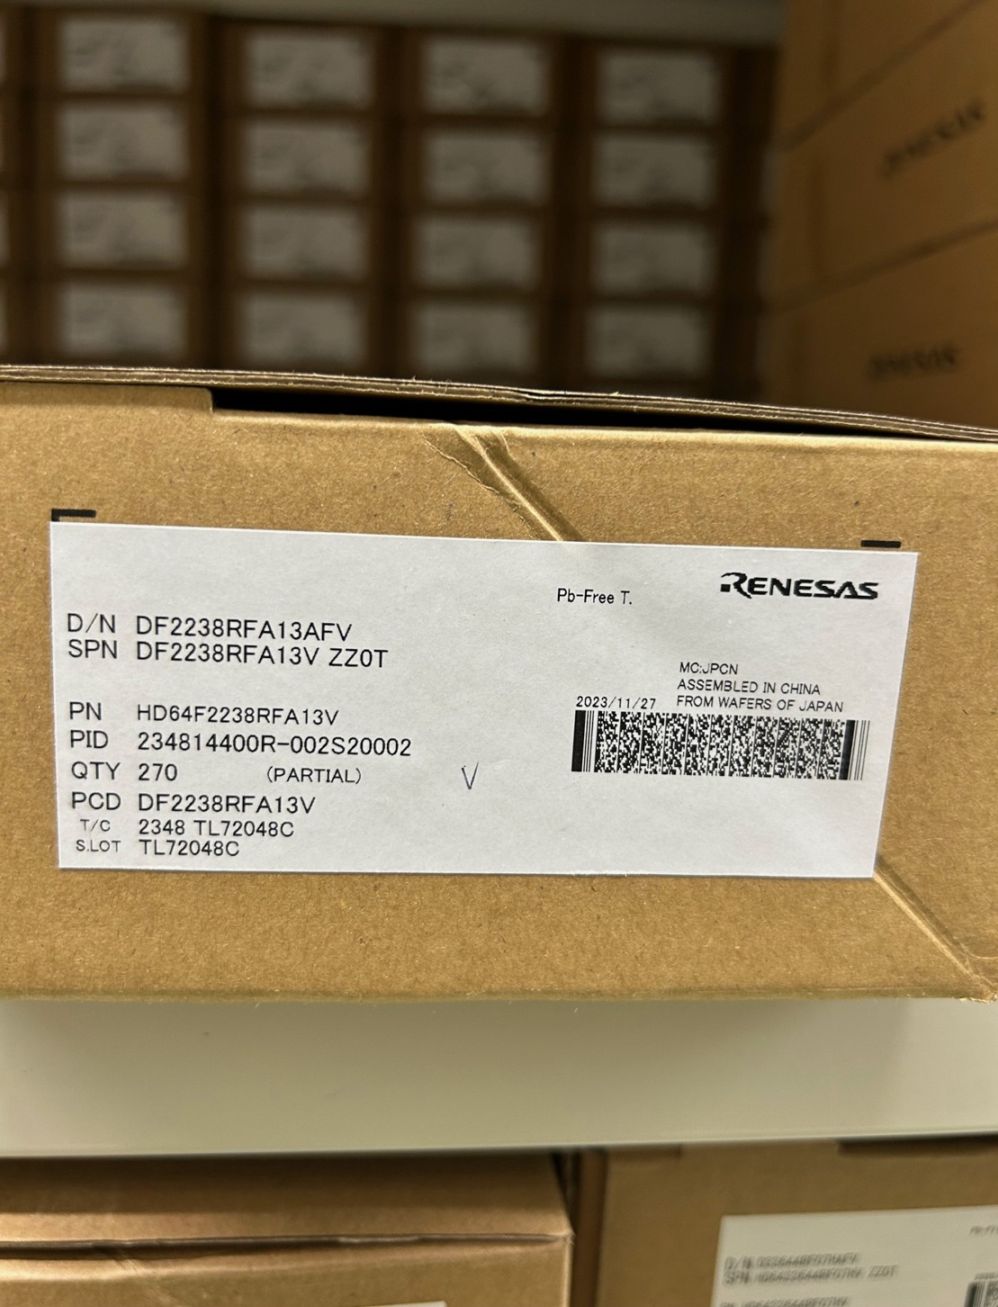 Pb-Free T.
RENESAS
D/N DF2238RFA13AFV
SPN DF2238RFA13V ZZ0T
MC:JPCN
ASSEMBLED IN CHINA
2023/11/27 FROM WAFERS OF JAPAN
PN HD64F2238RFA13V
PID 234814400R-002S20002
QTY 270 (PARTIAL) V
PCD DF2238RFA13V
T/C 2348 TL72048C
S.LOT TL72048C
D/N
SPN